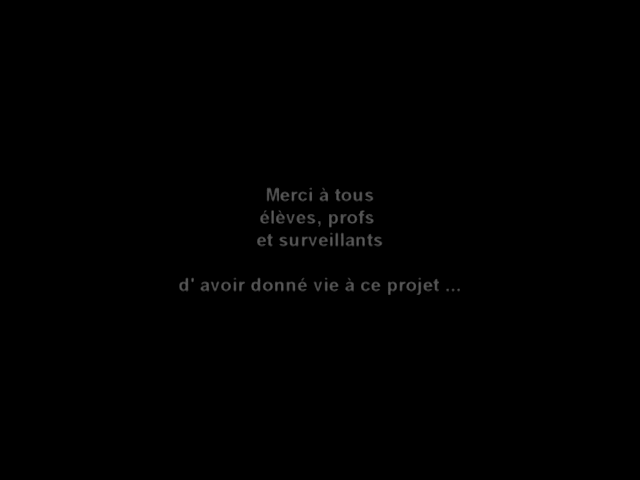 Merci à tous
élèves, profs
et surveillants
d' avoir donné vie à ce projet ...